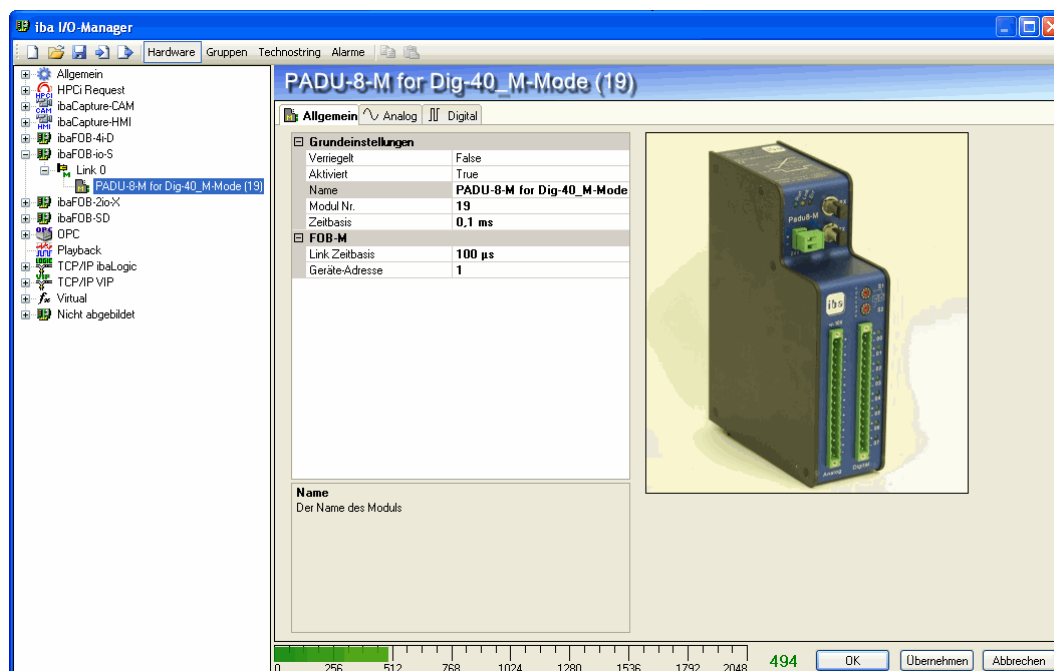 iba I/O-Manager
Hardware Gruppen Technostring Alarme
Allgemein
HPCi Request
ibaCapture-CAM
ibaCapture-HMI
ibaFOB-4i-D
ibaFOB-io-S
Link 0
PADU-8-M for Dig-40_M-Mode (19)
ibaFOB-2io-X
ibaFOB-SD
OPC
Playback
TCP/IP ibaLogic
TCP/IP VIP
Virtual
Nicht abgebildet
PADU-8-M for Dig-40_M-Mode (19)
Allgemein Analog Digital
Grundeinstellungen
Verriegelt False
Aktiviert True
Name PADU-8-M for Dig-40_M-Mode
Modul Nr. 19
Zeitbasis 0,1 ms
FOB-M
Link Zeitbasis 100 µs
Geräte-Adresse 1
Name
Der Name des Moduls
Padu8-M
iba
Analog Digital
0 256 512 768 1024 1280 1536 1792 2048
494
OK Übernehmen Abbrechen